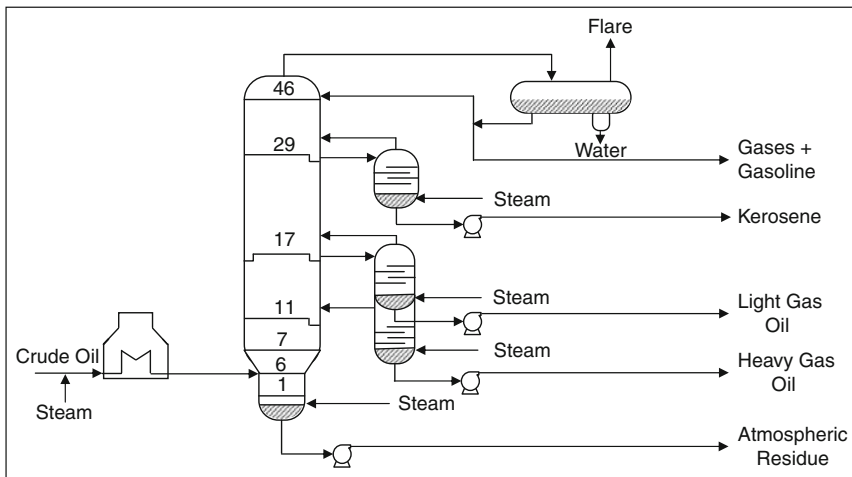 Flare
46
Water
Gases +
Gasoline
29
Steam
Kerosene
17
Steam
Light Gas
Oil
11
7
Steam
Heavy Gas
Oil
Crude Oil
6
1
Steam
Steam
Atmospheric
Residue